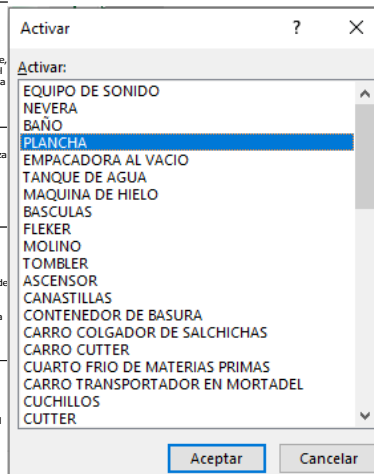 Activar
?
Activar:
EQUIPO DE SONIDO
NEVERA
BAÑO
PLANCHA
EMPACADORA AL VACIO
TANQUE DE AGUA
MAQUINA DE HIELO
BASCULAS
FLEKER
MOLINO
TOMBLER
ASCENSOR
CANASTILLAS
CONTENEDOR DE BASURA
CARRO COLGADOR DE SALCHICHAS
CARRO CUTTER
CUARTO FRIO DE MATERIAS PRIMAS
CARRO TRANSPORTADOR EN MORTADEL
CUCHILLOS
CUTTER
Aceptar
Cancelar